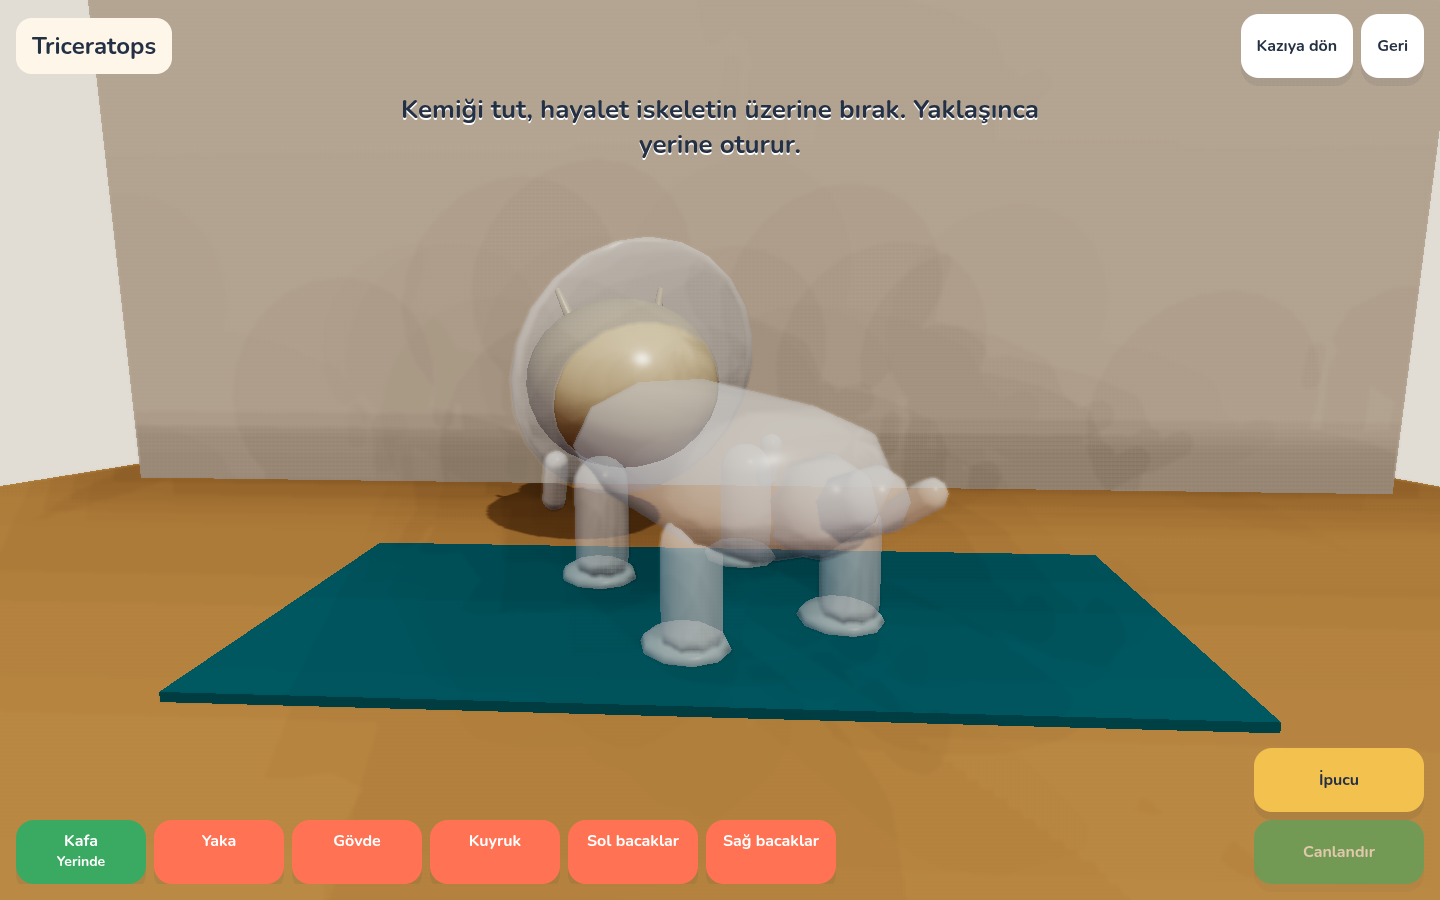 Triceratops
Kazıya dön
Geri
Kemiği tut, hayalet iskeletin üzerine bırak. Yaklaşınca
yerine oturur.
İpucu
Kafa
Yerinde
Yaka
Gövde
Kuyruk
Sol bacaklar
Sağ bacaklar
Canlandır